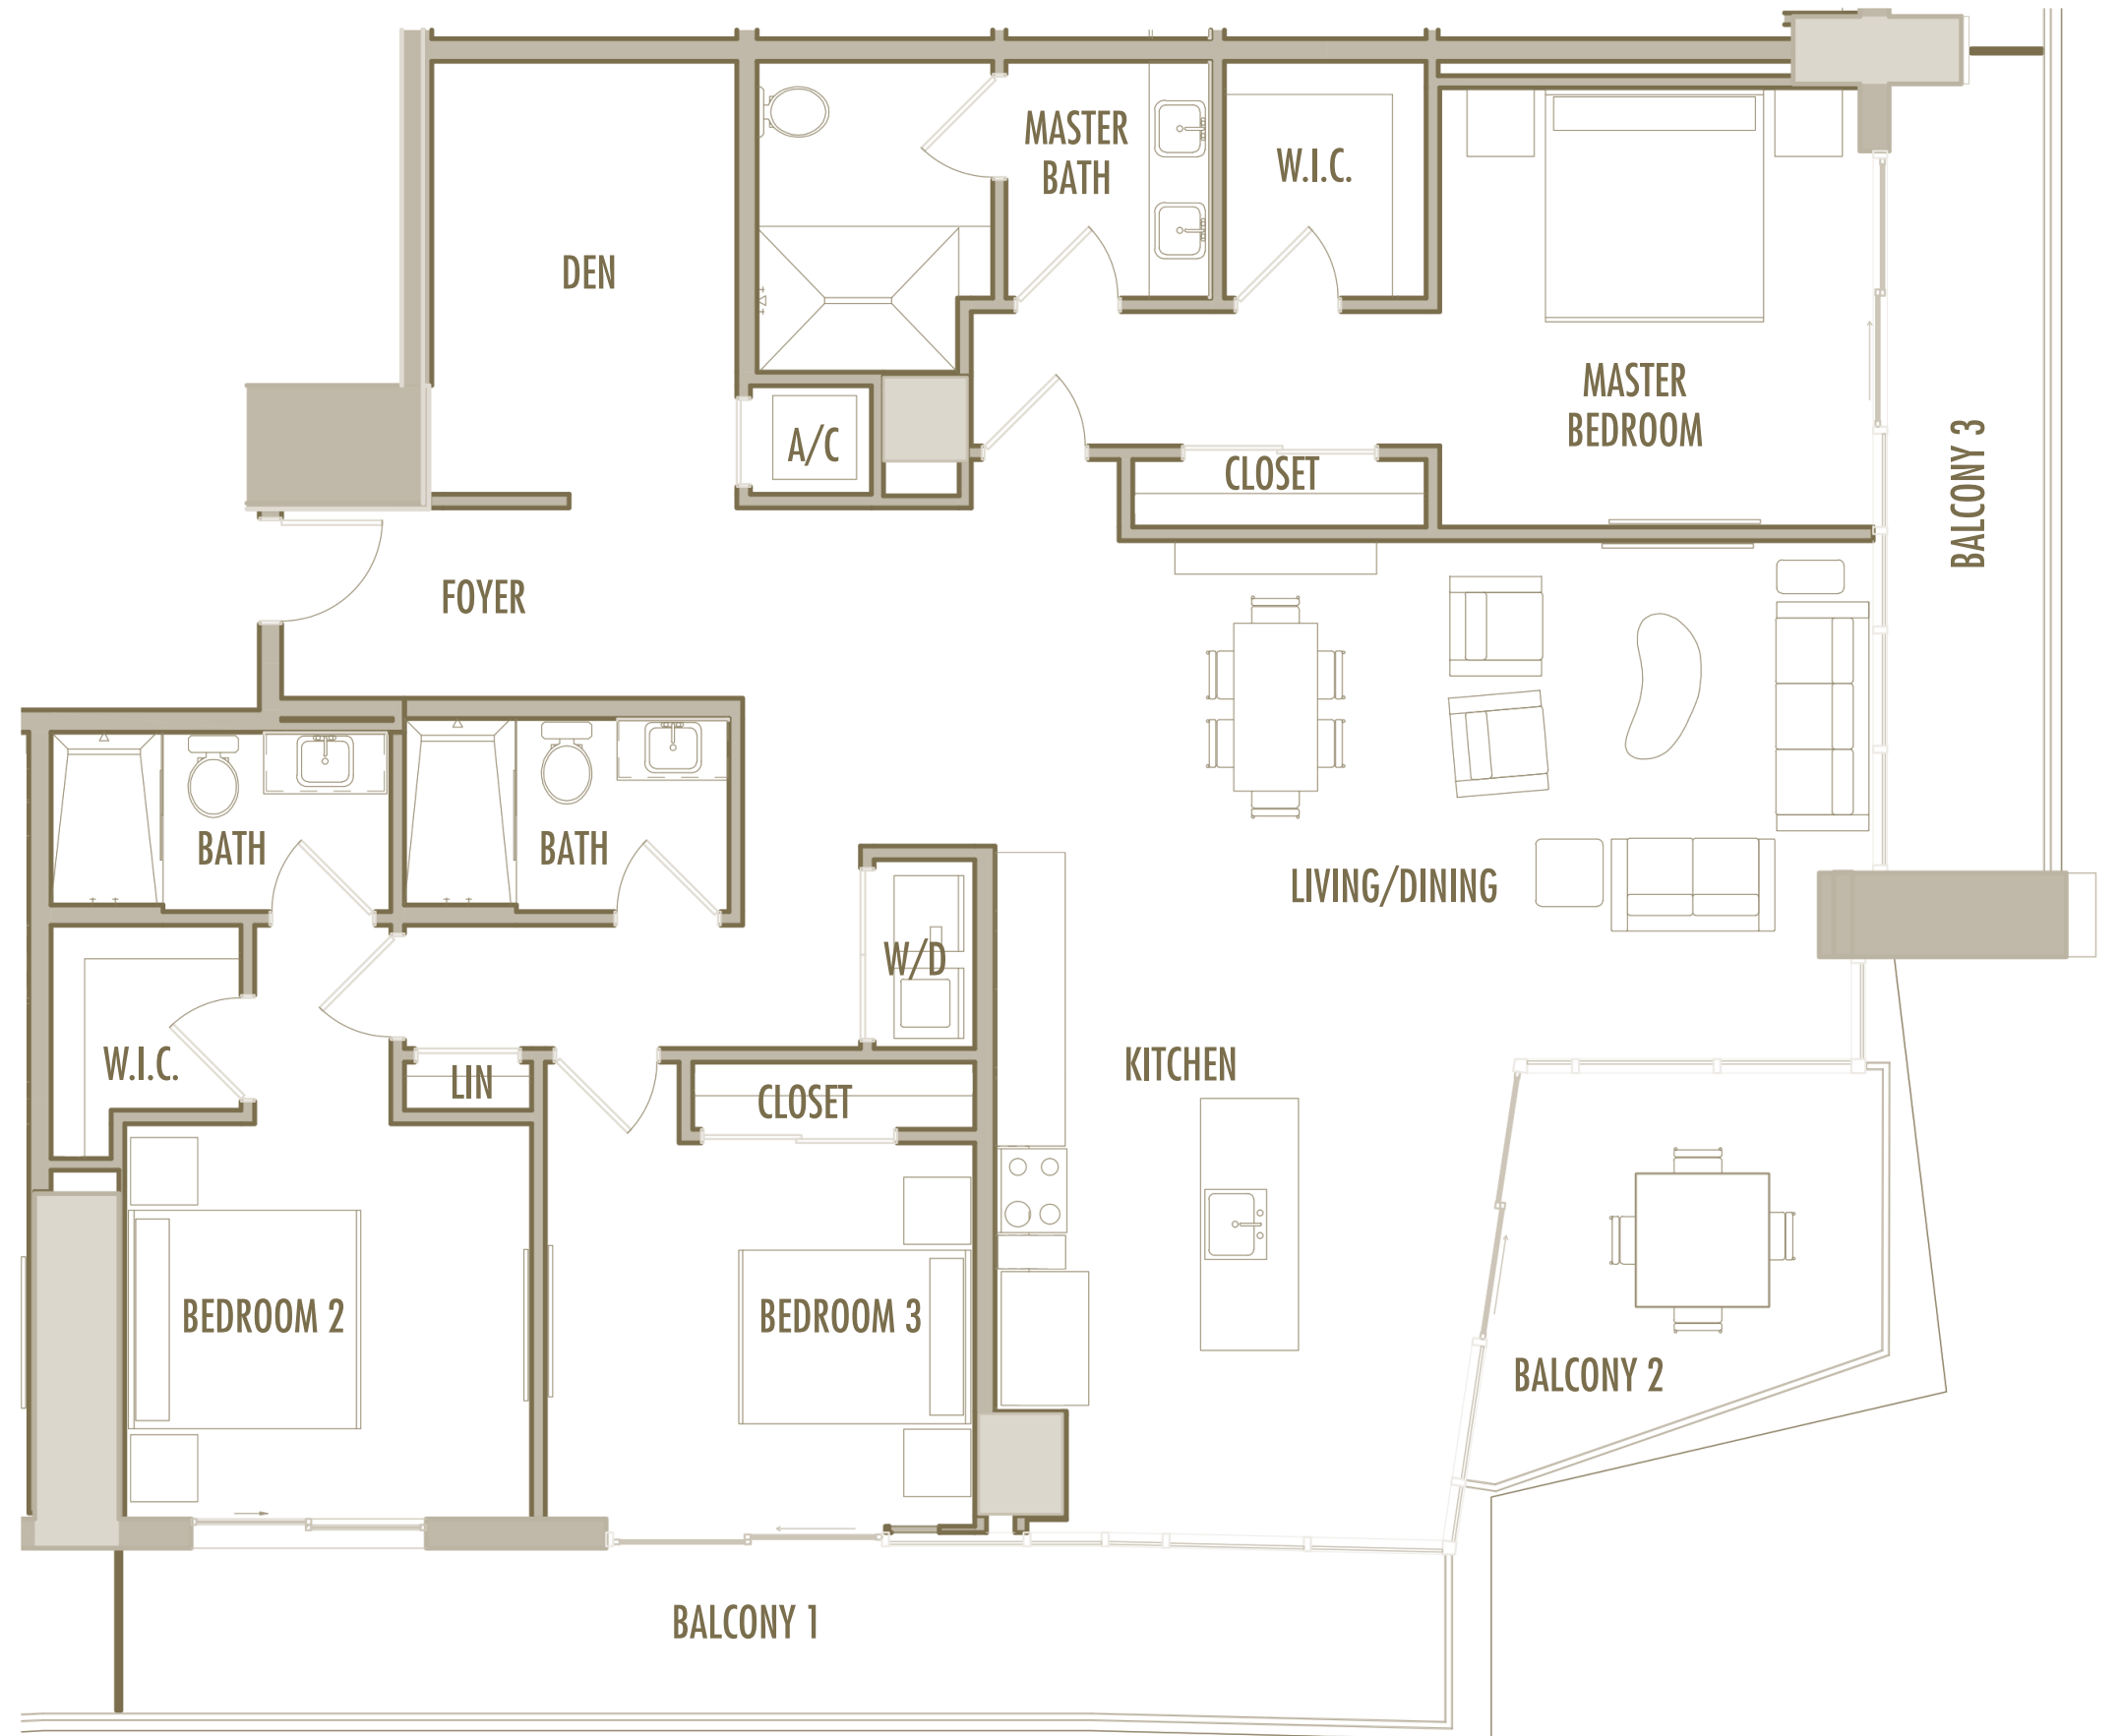 MASTER
BATH
W.I.C.
DEN
MASTER
BEDROOM
A/C
CLOSET
BALCONY 3
FOYER
BATH
BATH
LIVING/DINING
W/D
W.I.C.
LIN
CLOSET
KITCHEN
BEDROOM 2
BEDROOM 3
BALCONY 2
BALCONY 1